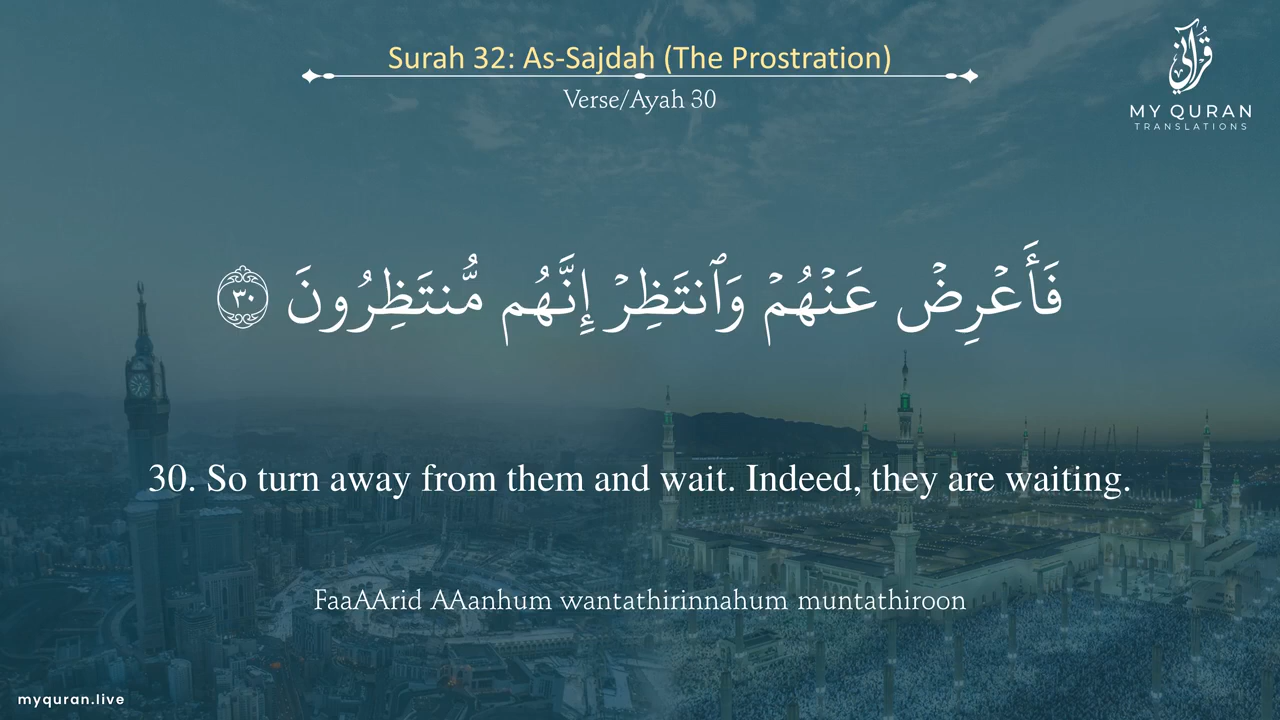 Surah 32: As-Sajdah (The Prostration)
Verse/Ayah 30
قُرآنِي
MY QURAN
TRANSLATIONS
فَأَعْرِضْ عَنْهُمْ وَٱنتَظِرْ إِنَّهُم مُّنتَظِرُونَ ٣٠
30. So turn away from them and wait. Indeed, they are waiting.
FaaAArid AAanhum wantathirinnahum muntathiroon
myquran.live